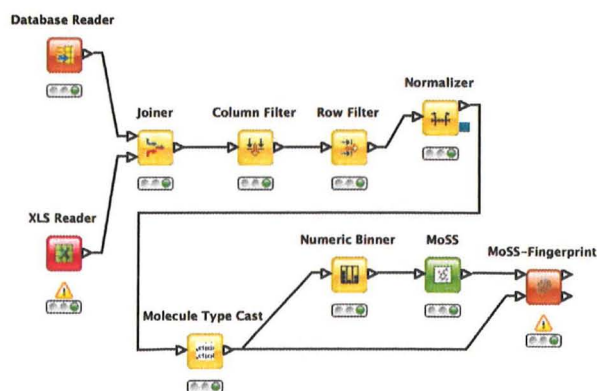 Database Reader
Joiner
Column Filter
Row Filter
Normalizer
XLS Reader
Numeric Binner
MoSS
MoSS-Fingerprint
Molecule Type Cast